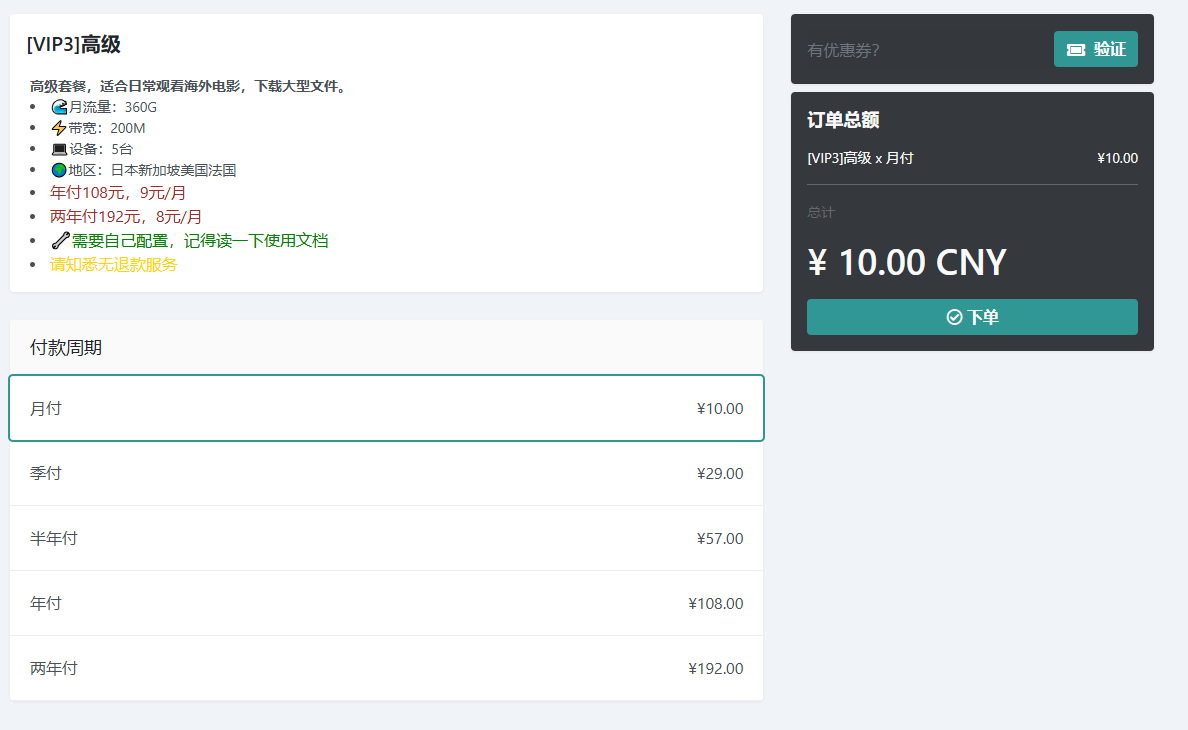 [VIP3]高级
高级套餐，适合日常观看海外电影，下载大型文件。
🌊月流量：360G
⚡带宽：200M
💻设备：5台
🌍地区：日本新加坡美国法国
年付108元，9元/月
两年付192元，8元/月
🔧需要自己配置，记得读一下使用文档
请知悉无退款服务
付款周期
月付 ¥10.00
季付 ¥29.00
半年付 ¥57.00
年付 ¥108.00
两年付 ¥192.00
有优惠券?
验证
订单总额
[VIP3]高级 x 月付 ¥10.00
总计
¥ 10.00 CNY
下单